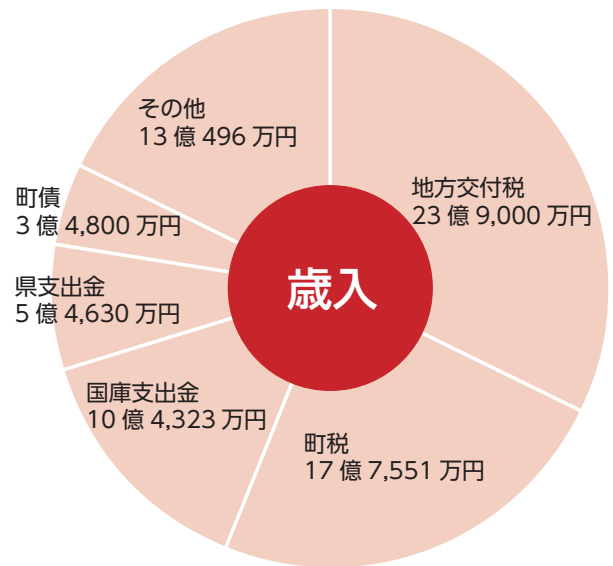 歳入
地方交付税
23 億 9,000 万円
町税
17 億 7,551 万円
国庫支出金
10 億 4,323 万円
県支出金
5 億 4,630 万円
町債
3 億 4,800 万円
その他
13 億 496 万円